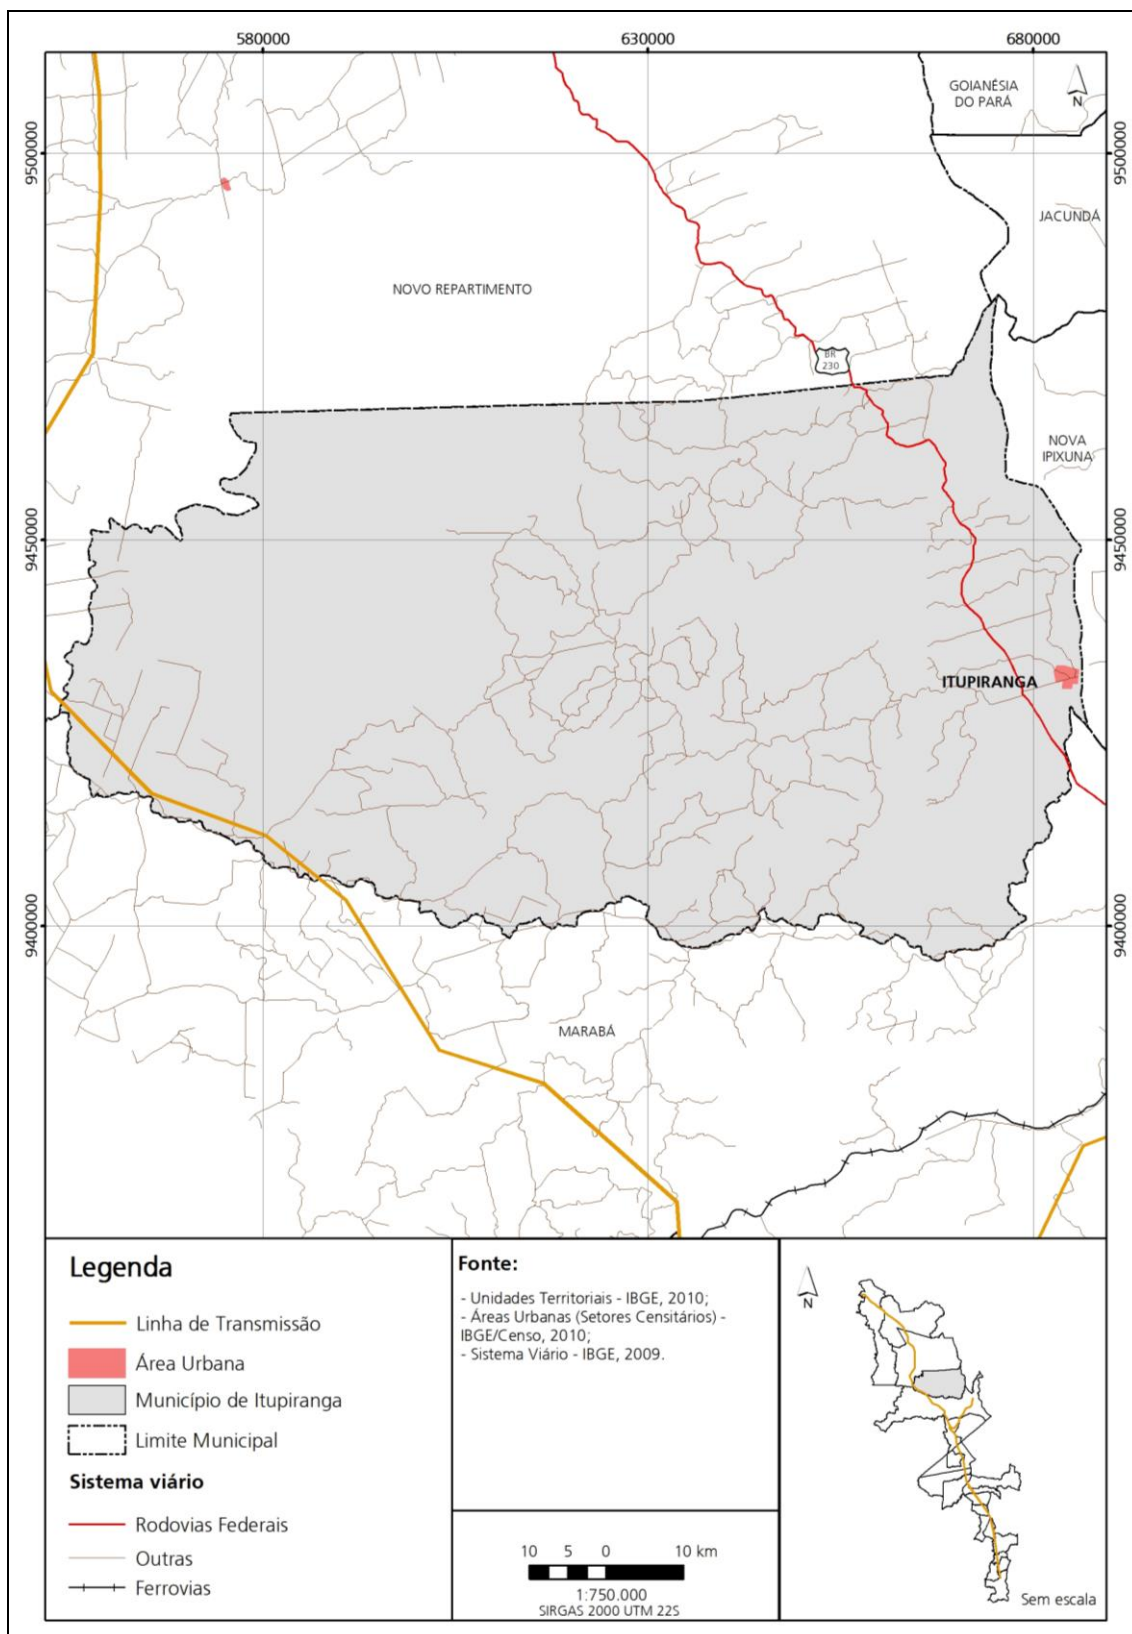 580000
630000
680000
GOIANÉSIA
DO PARÁ
N
9500000
9500000
JACUNDÁ
NOVO REPARTIMENTO
BR
230
NOVA
IPIXUNA
9450000
9450000
ITUPIRANGA
9400000
9400000
MARABÁ
Legenda
Linha de Transmissão
Área Urbana
Município de Itupiranga
Limite Municipal
Sistema viário
Rodovias Federais
Outras
Ferrovias
Fonte:
- Unidades Territoriais - IBGE, 2010;
- Áreas Urbanas (Setores Censitários) -
IBGE/Censo, 2010;
- Sistema Viário - IBGE, 2009.
10 5 0 10 km
1:750.000
SIRGAS 2000 UTM 22S
N
Sem escala